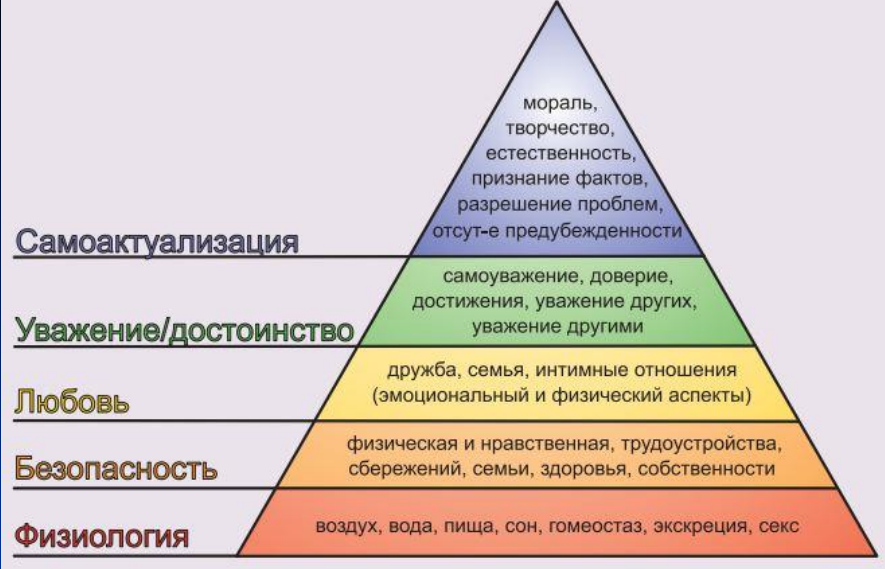 мораль,
творчество,
естественность,
признание фактов,
разрешение проблем,
отсут-е предубежденности
Самоактуализация
самоуважение, доверие,
достижения, уважение других,
уважение другими
Уважение/достоинство
дружба, семья, интимные отношения
(эмоциональный и физический аспекты)
Любовь
физическая и нравственная, трудоустройства,
сбережений, семьи, здоровья, собственности
Безопасность
воздух, вода, пища, сон, гомеостаз, экскреция, секс
Физиология